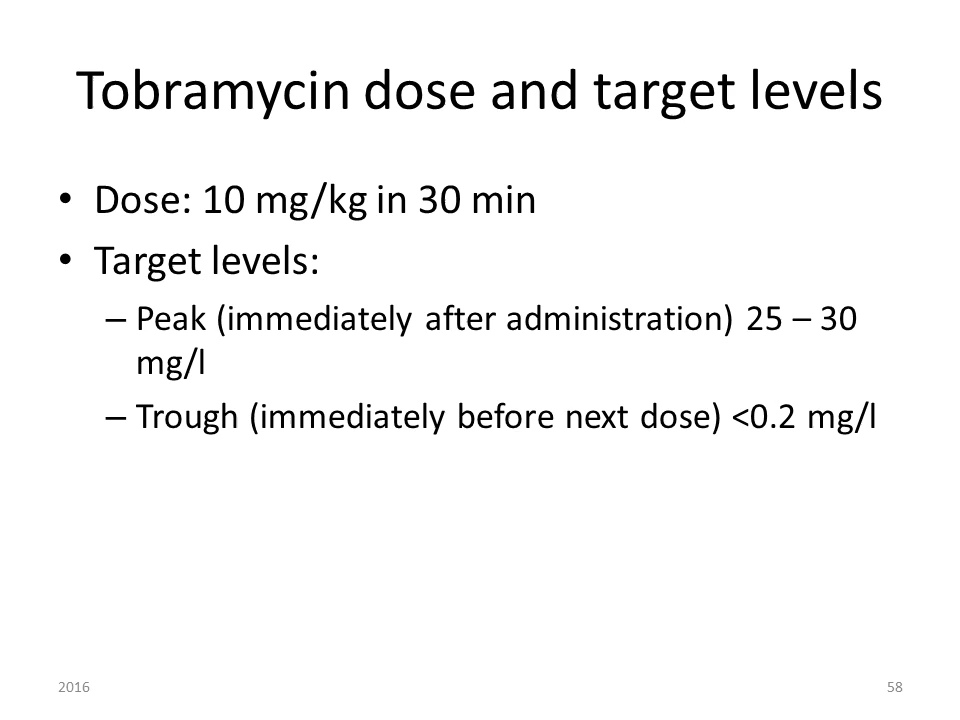 Tobramycin dose and target levels
• Dose: 10 mg/kg in 30 min
• Target levels:
– Peak (immediately after administration) 25 – 30
mg/l
– Trough (immediately before next dose) <0.2 mg/l
2016
58